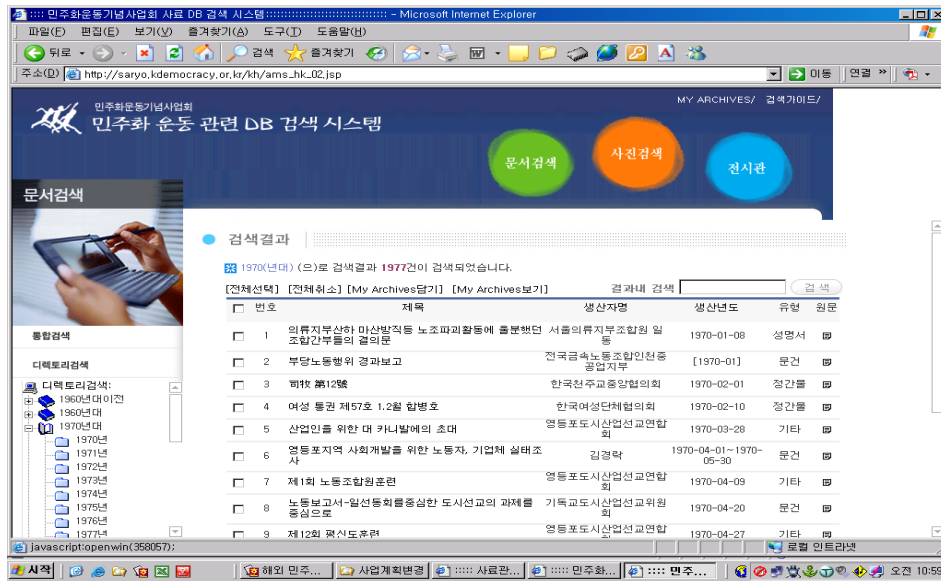 :::: 민주화운동기념사업회 사료 DB 검색 시스템:::::::::::::::::::::::::::::::: - Microsoft Internet Explorer
파일(F) 편집(E) 보기(V) 즐겨찾기(A) 도구(T) 도움말(H)
뒤로 검색 즐겨찾기
주소(D) http://saryo.kdemocracy.or.kr/kh/ams_hk_02.jsp 이동 연결 »
MY ARCHIVES/ 검색가이드/
민주화운동기념사업회
민주화 운동 관련 DB 검색 시스템
문서검색 사진검색 전시관
문서검색
검색결과
1970(년대) (으)로 검색결과 1977건이 검색되었습니다.
[전체선택] [전체취소] [My Archives담기] [My Archives보기] 결과내 검색 검 색
번호 제목 생산자명 생산년도 유형 원문
1 의류지부산하 마산방직등 노조파괴활동에 출분했던 서울의류지부조합원 일 1970-01-08 성명서
조합간부들의 결의문 동
2 부당노동행위 경과보고 전국금속노동조합인천중 [1970-01] 문건
공업지부
3 司牧 第12號 한국천주교중앙협의회 1970-02-01 정간물
4 여성 통권 제57호 1.2월 합병호 한국여성단체협의회 1970-02-10 정간물
5 산업인을 위한 대 카니발에의 초대 영등포도시산업선교연합 1970-03-28 기타
회
6 영등포지역 사회개발을 위한 노동자, 기업체 실태조 김경락 1970-04-01~1970- 문건
사 05-30
7 제1회 노동조합원훈련 영등포도시산업선교연합 1970-04-09 기타
회
8 노동보고서-일선동회를중심한 도시선교의 과제를 기독교도시산업선교위원 1970-04-20 문건
중심으로 회
9 제12회 평신도훈련 영등포도시산업선교연합 1970-04-27 기타
통합검색
디렉토리검색
디렉토리검색:
1960년대이전
1960년대
1970년대
1970년
1971년
1972년
1973년
1974년
1975년
1976년
1977년
javascript:openwin(358057); 로컬 인트라넷
시작 해외 민주... 사업계획변경 ::::: 사료관... ::::: 민주화... :::: 민주... 오전 10:59